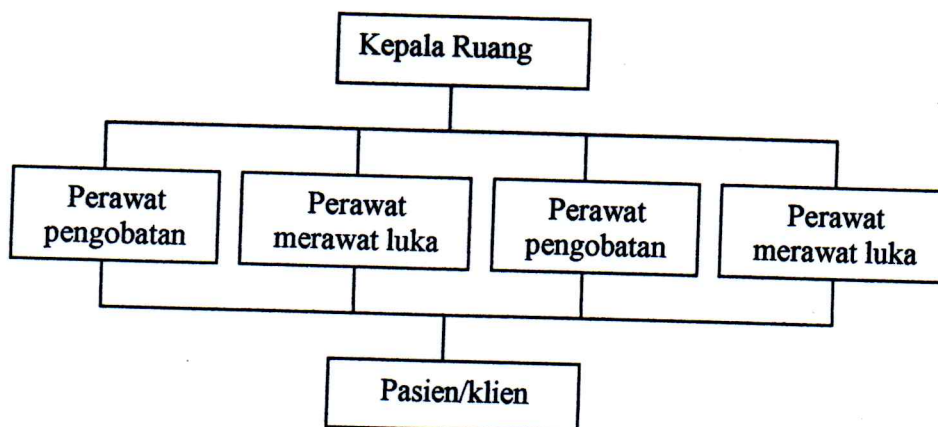 Kepala Ruang
Perawat
pengobatan
Perawat
merawat luka
Perawat
pengobatan
Perawat
merawat luka
Pasien/klien